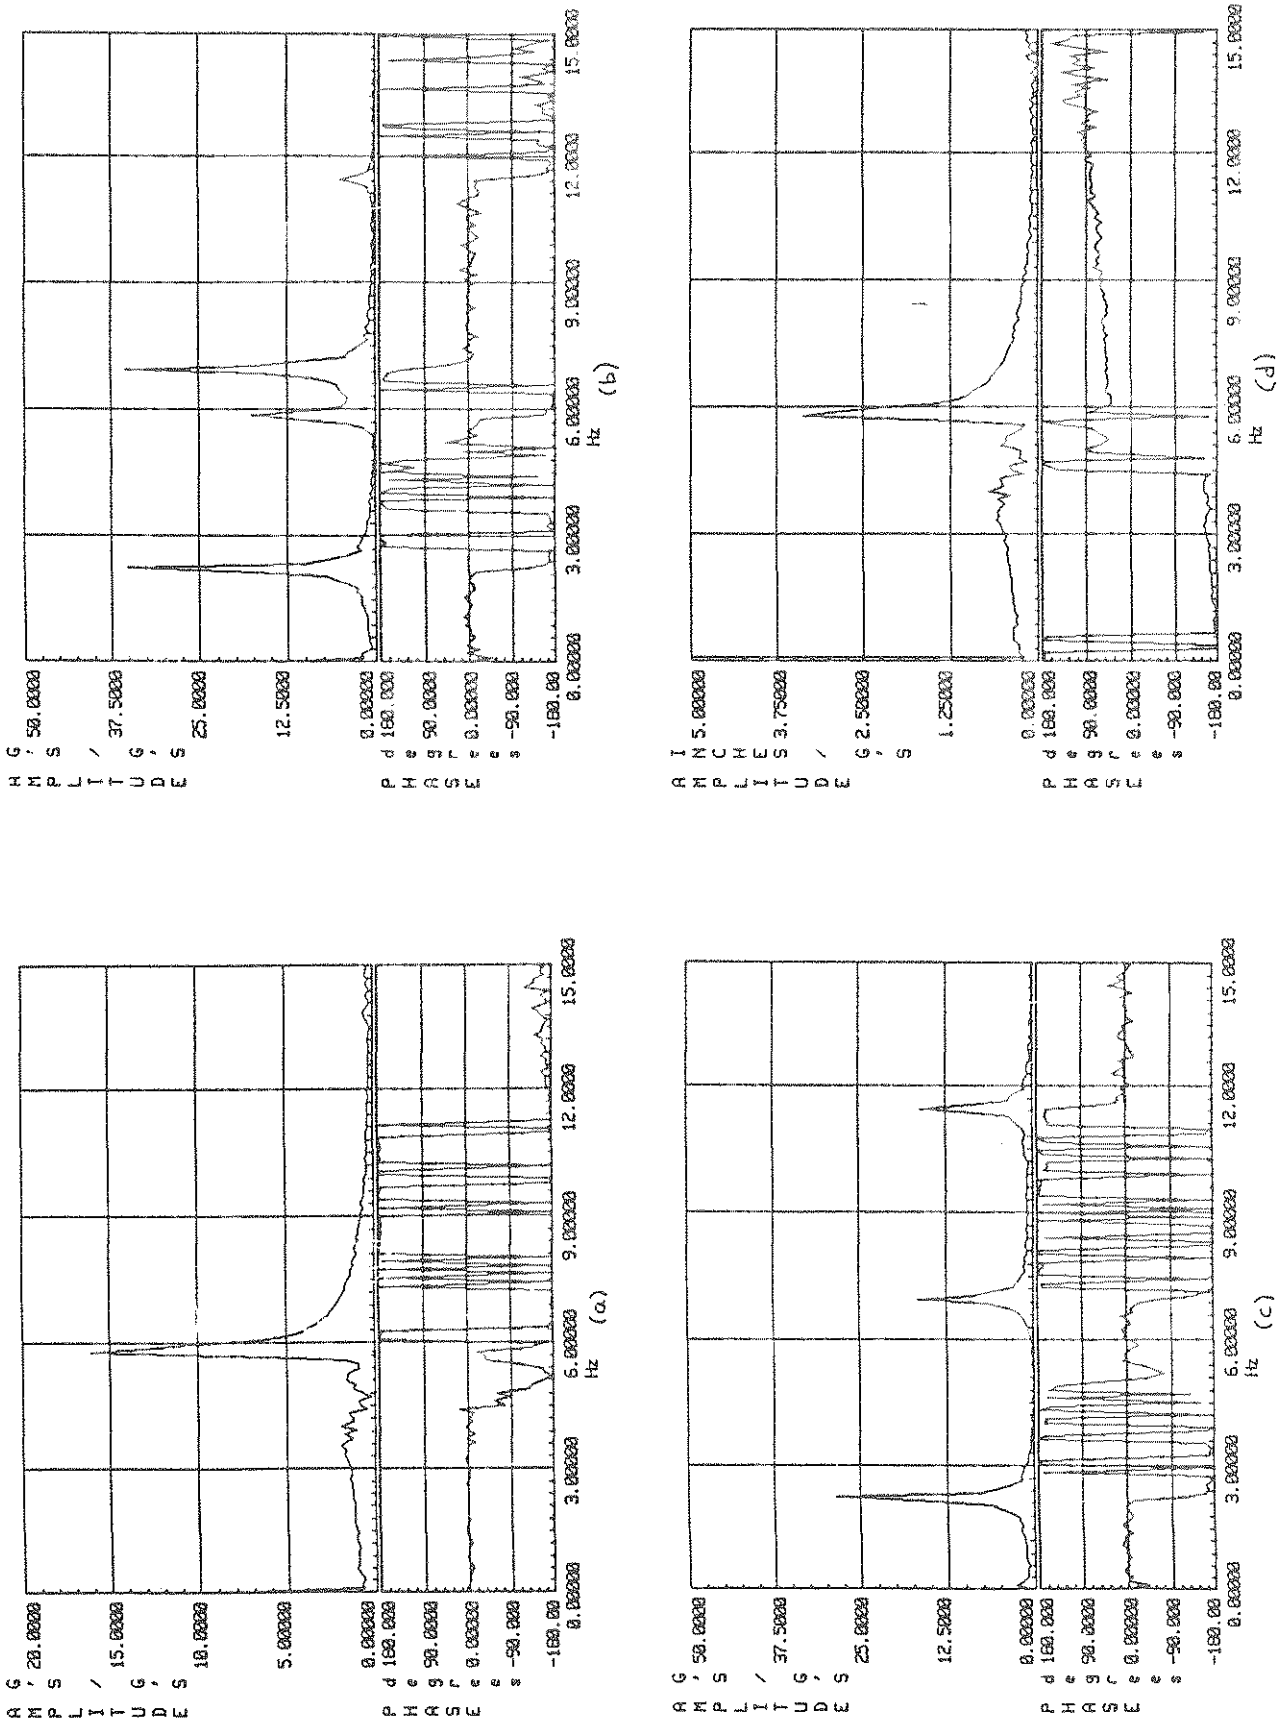 AMPLITUDE
G'S / G'S
20.0000
15.0000
10.0000
5.00000
0.00000
PHASE
degrees
180.000
90.0000
0.00000
-90.000
-180.00
0.00000 3.00000 6.00000 9.00000 12.0000 15.0000
Hz
(a)
AMPLITUDE
G'S / G'S
50.0000
37.5000
25.0000
12.5000
0.00000
PHASE
degrees
180.000
90.0000
0.00000
-90.000
-180.00
0.00000 3.00000 6.00000 9.00000 12.0000 15.0000
Hz
(b)
AMPLITUDE
G'S / G'S
50.0000
37.5000
25.0000
12.5000
0.00000
PHASE
degrees
180.000
90.0000
0.00000
-90.000
-180.00
0.00000 3.00000 6.00000 9.00000 12.0000 15.0000
Hz
(c)
AMPLITUDE
INCHES / G'S
5.00000
3.75000
2.50000
1.25000
0.00000
PHASE
degrees
180.000
90.0000
0.00000
-90.000
-180.00
0.00000 3.00000 6.00000 9.00000 12.0000 15.0000
Hz
(d)